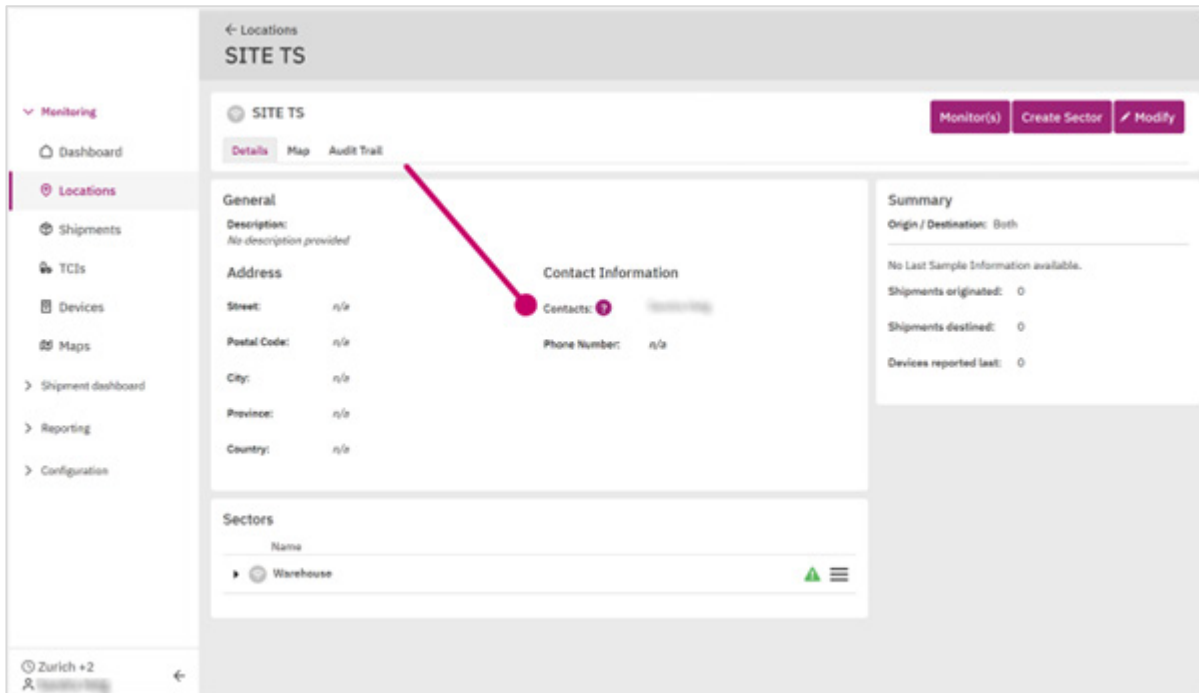 ← Locations
SITE TS
Monitoring
Dashboard
Locations
Shipments
TCIs
Devices
Maps
Shipment dashboard
Reporting
Configuration
Zurich +2
SITE TS
Monitor(s) Create Sector Modify
Details Map Audit Trail
General
Description:
No description provided
Address
Street: n/a
Postal Code: n/a
City: n/a
Province: n/a
Country: n/a
Contact Information
Contacts: ?
Phone Number: n/a
Summary
Origin / Destination: Both
No Last Sample Information available.
Shipments originated: 0
Shipments destined: 0
Devices reported last: 0
Sectors
Name
Warehouse